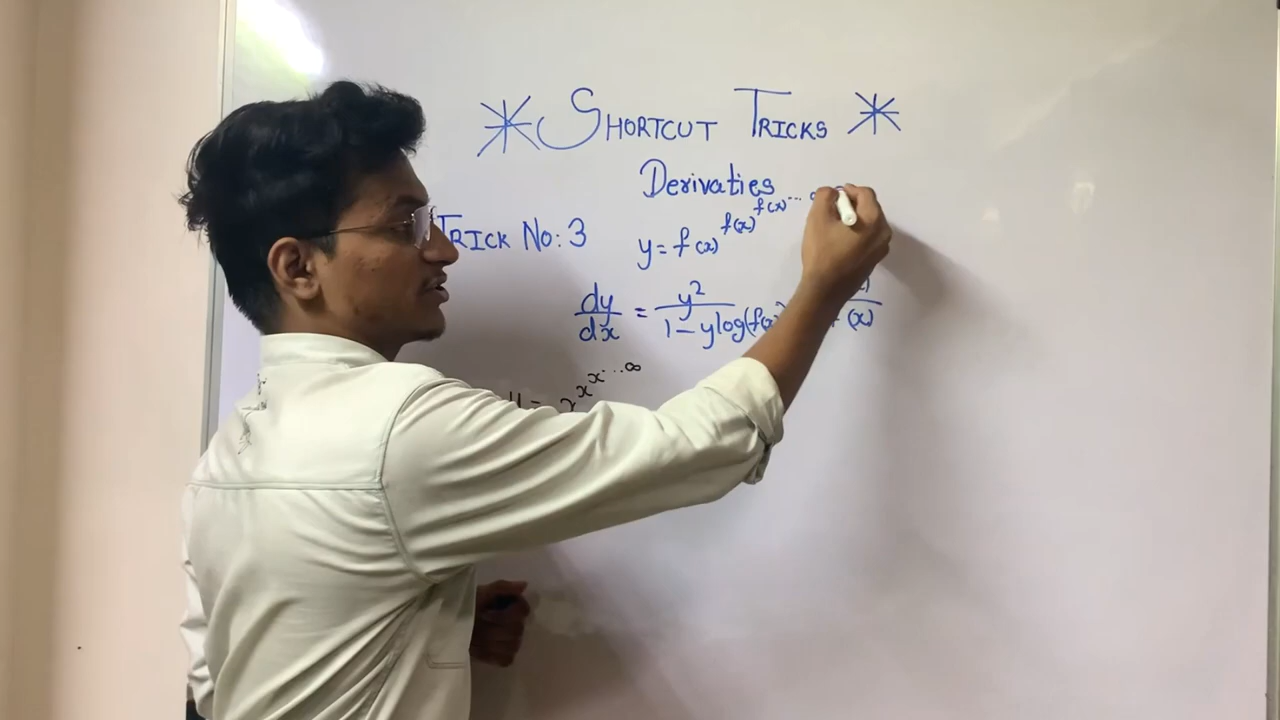 * SHORTCUT TRICKS *
Derivaties
TRICK NO: 3
y = f(x)^f(x)^f(x)^...
dy/dx = y² / 1 - ylog(f(x) (x)
= x^x^x^...∞